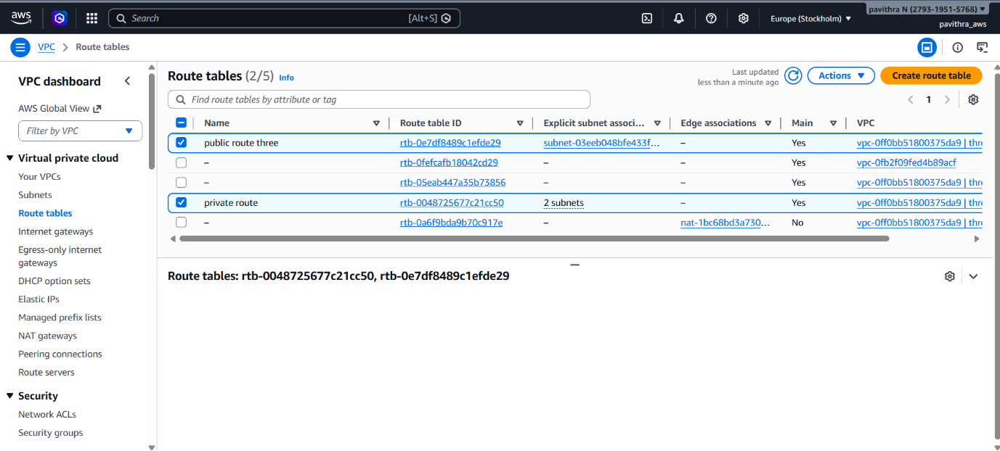 aws
Search [Alt+S]
Europe (Stockholm)
pavithra N (2793-1951-5768)
pavithra_aws
VPC Route tables
VPC dashboard
AWS Global View
Filter by VPC
Virtual private cloud
Your VPCs
Subnets
Route tables
Internet gateways
Egress-only internet
gateways
DHCP option sets
Elastic IPs
Managed prefix lists
NAT gateways
Peering connections
Route servers
Security
Network ACLs
Security groups
Route tables (2/5) Info
Last updated
less than a minute ago
Actions
Create route table
Find route tables by attribute or tag
1
Name Route table ID Explicit subnet associ... Edge associations Main VPC
public route three rtb-0e7df8489c1efde29 subnet-03eeb048bfe433f... – Yes vpc-0ff0bb51800375da9 | thre
– rtb-0fefcafb18042cd29 – – Yes vpc-0fb2f09fed4b89acf
– rtb-05eab447a35b73856 – – Yes vpc-0ff0bb51800375da9 | thre
private route rtb-0048725677c21cc50 2 subnets – Yes vpc-0ff0bb51800375da9 | thre
– rtb-0a6f9bda9b70c917e – nat-1bc68bd3a730... No vpc-0ff0bb51800375da9 | thre
Route tables: rtb-0048725677c21cc50, rtb-0e7df8489c1efde29